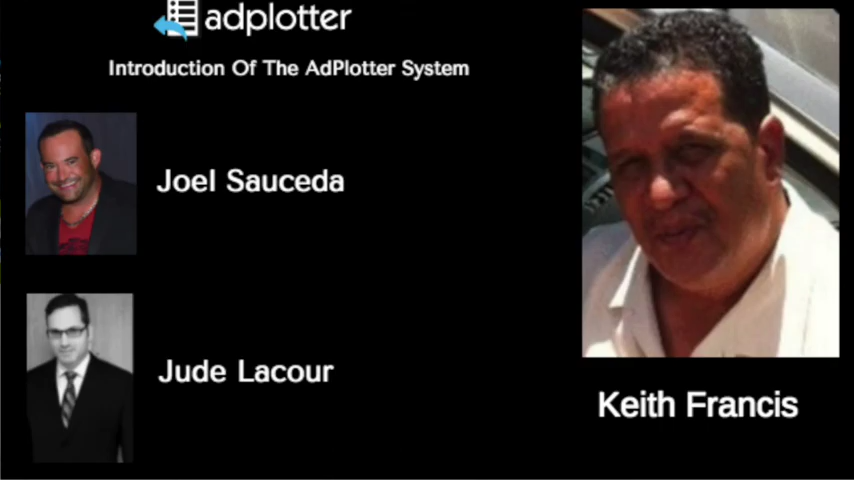 adplotter
Introduction Of The AdPlotter System
Joel Sauceda
Jude Lacour
Keith Francis